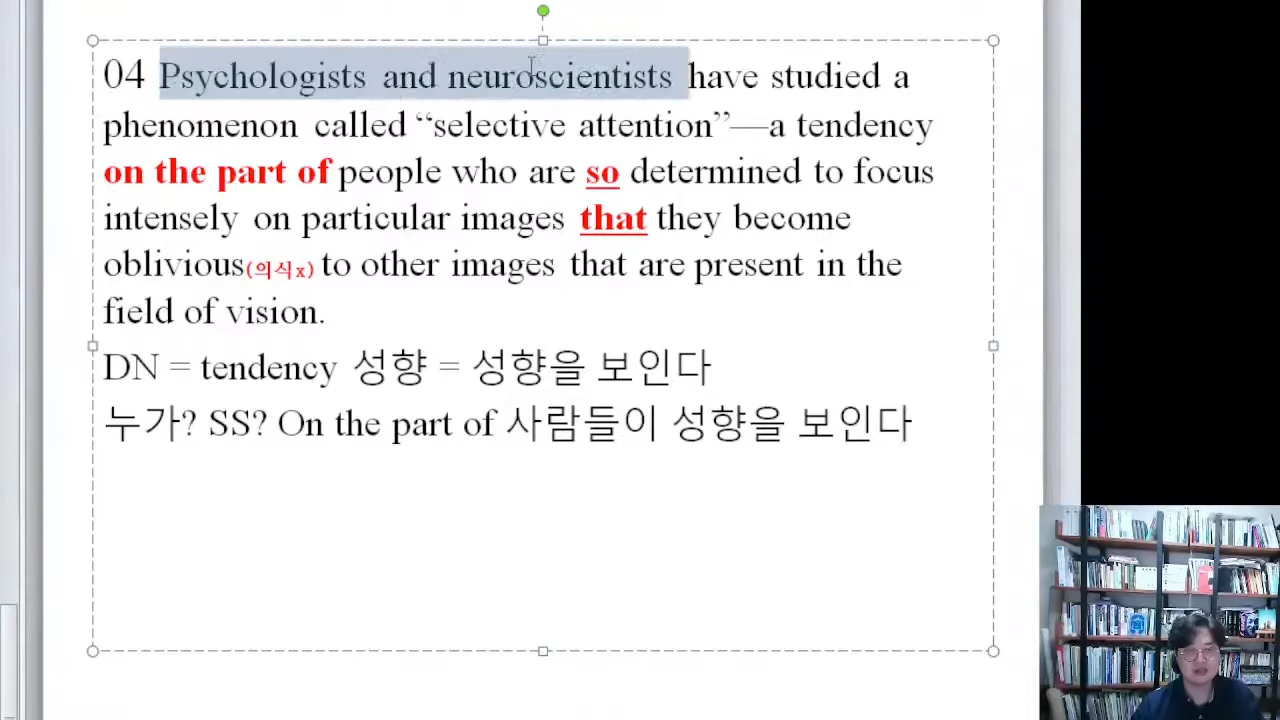 04 Psychologists and neuroscientists have studied a
phenomenon called “selective attention”—a tendency
on the part of people who are so determined to focus
intensely on particular images that they become
oblivious(의식x) to other images that are present in the
field of vision.
DN = tendency 성향 = 성향을 보인다
누가? SS? On the part of 사람들이 성향을 보인다